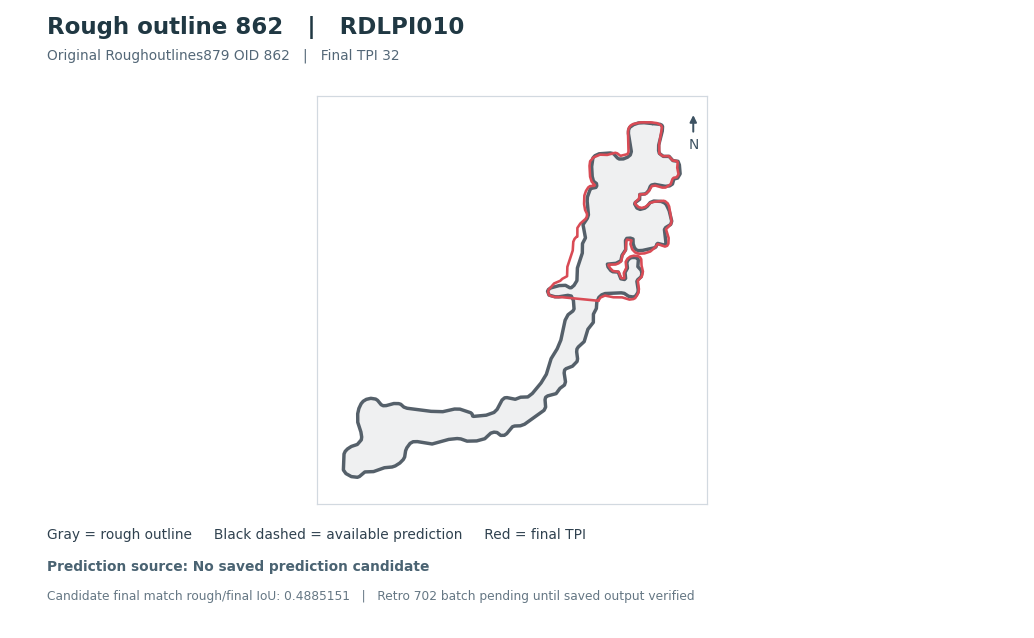 Rough outline 862   |   RDLPI010
Original Roughoutlines879 OID 862   |   Final TPI 32
N
Gray = rough outline     Black dashed = available prediction     Red = final TPI
Prediction source: No saved prediction candidate
Candidate final match rough/final IoU: 0.4885151   |   Retro 702 batch pending until saved output verified